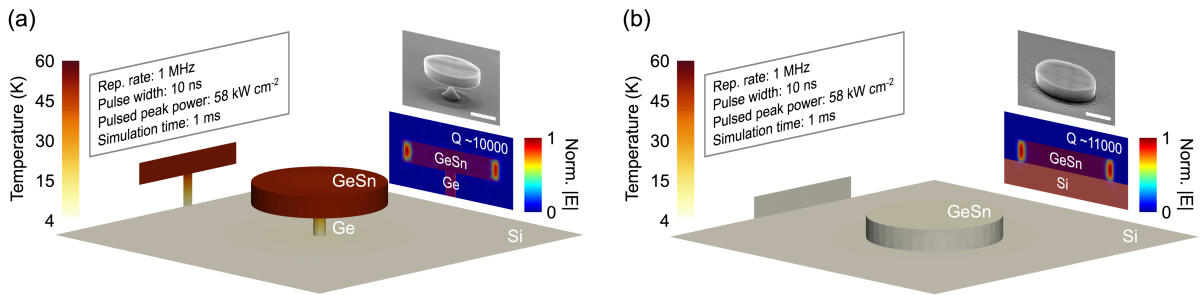 (a)
Temperature (K)
60
45
30
15
4
Rep. rate: 1 MHz
Pulse width: 10 ns
Pulsed peak power: 58 kW cm-2
Simulation time: 1 ms
Q ~10000
GeSn
Ge
1
0
Norm. |E|
GeSn
Ge
Si
(b)
Temperature (K)
60
45
30
15
4
Rep. rate: 1 MHz
Pulse width: 10 ns
Pulsed peak power: 58 kW cm-2
Simulation time: 1 ms
Q ~11000
GeSn
Si
1
0
Norm. |E|
GeSn
Si